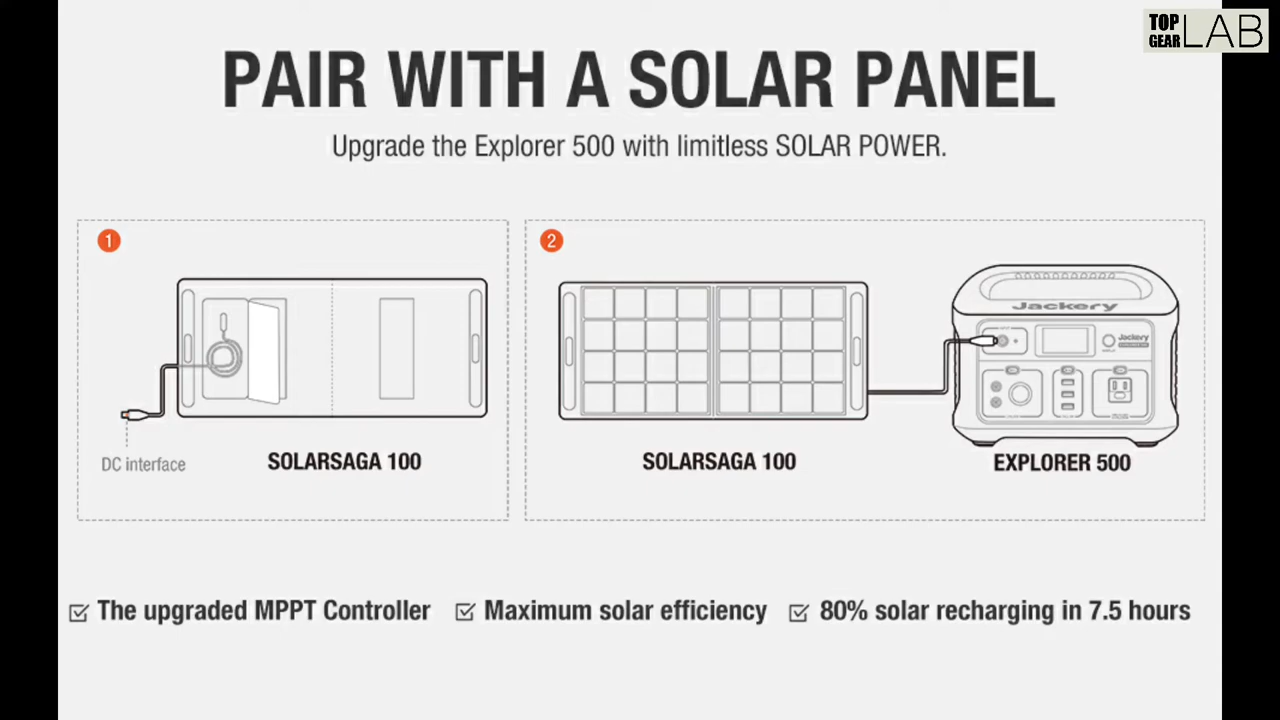 TOP GEAR LAB
PAIR WITH A SOLAR PANEL
Upgrade the Explorer 500 with limitless SOLAR POWER.
1
DC interface
SOLARSAGA 100
2
Jackery
INPUT
Jackery
SOLARSAGA 100
EXPLORER 500
The upgraded MPPT Controller
Maximum solar efficiency
80% solar recharging in 7.5 hours